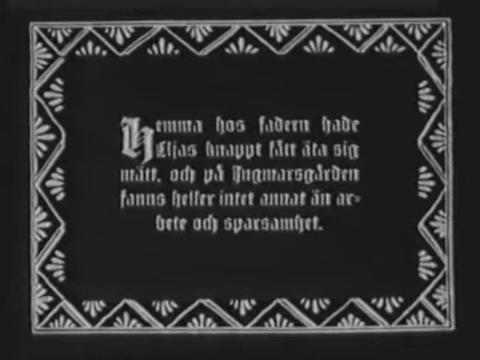 Hemma hos fadern hade
Eljas knappt fått äta sig
mätt, och på Ingmarsgården
fanns heller intet annat än ar=
bete och sparsamhet.